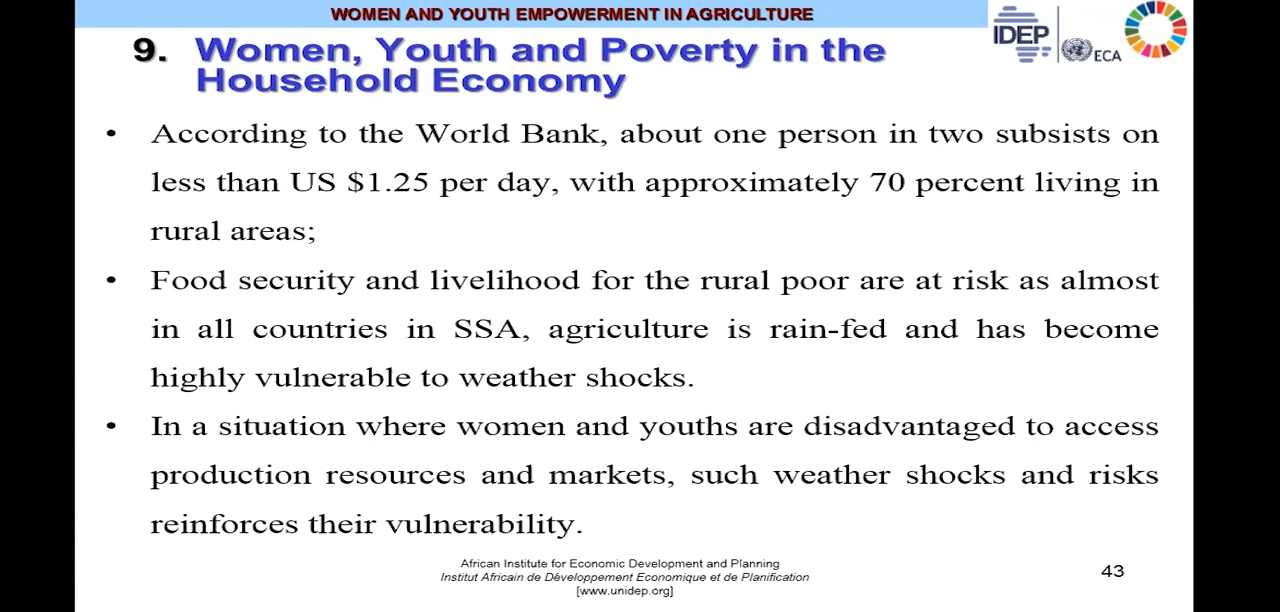 WOMEN AND YOUTH EMPOWERMENT IN AGRICULTURE
IDEP
ECA
9. Women, Youth and Poverty in the
Household Economy
• According to the World Bank, about one person in two subsists on
less than US $1.25 per day, with approximately 70 percent living in
rural areas;
• Food security and livelihood for the rural poor are at risk as almost
in all countries in SSA, agriculture is rain-fed and has become
highly vulnerable to weather shocks.
• In a situation where women and youths are disadvantaged to access
production resources and markets, such weather shocks and risks
reinforces their vulnerability.
African Institute for Economic Development and Planning
Institut Africain de Développement Economique et de Planification
[www.unidep.org]
43